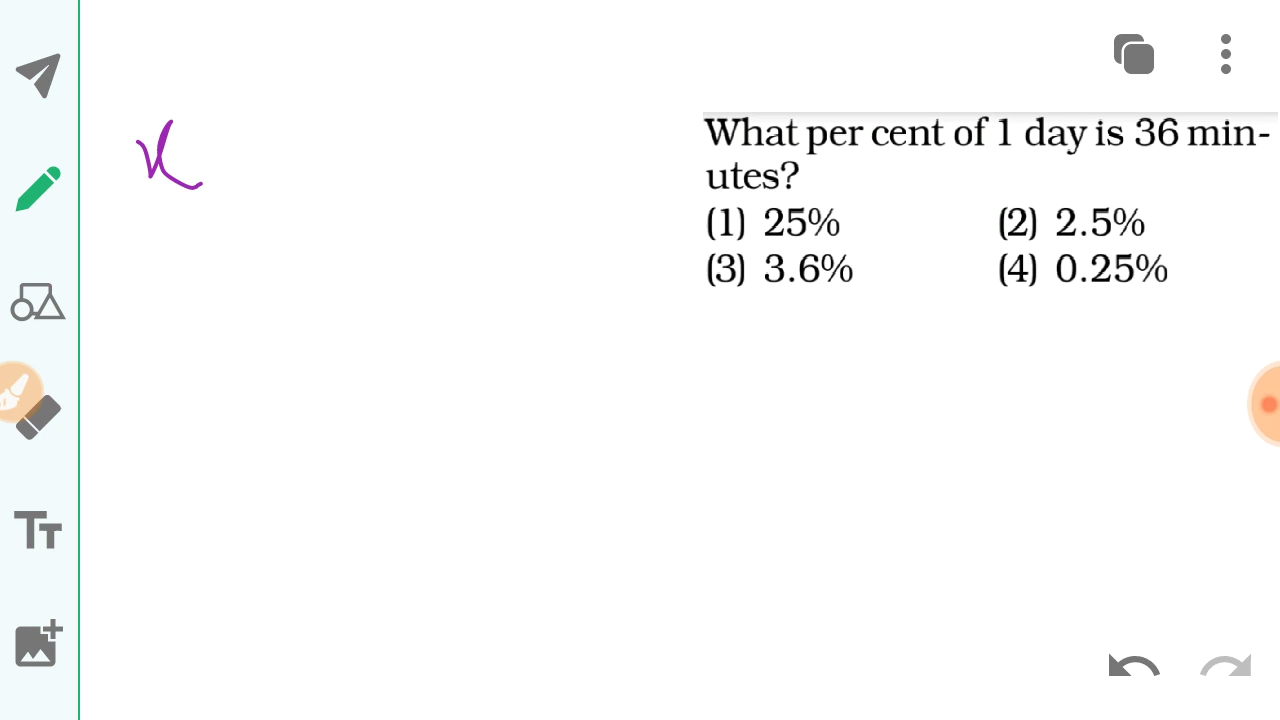 x
What per cent of 1 day is 36 min-
utes?
(1) 25% (2) 2.5%
(3) 3.6% (4) 0.25%
TT